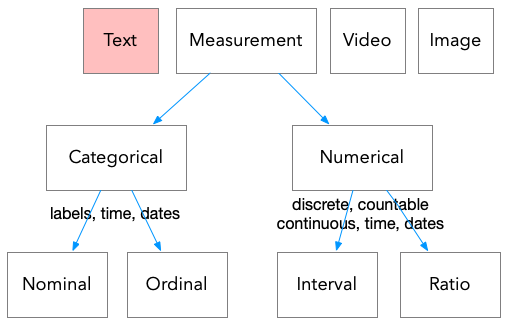 Text
Measurement
Video
Image
Categorical
Numerical
labels, time, dates
discrete, countable
continuous, time, dates
Nominal
Ordinal
Interval
Ratio